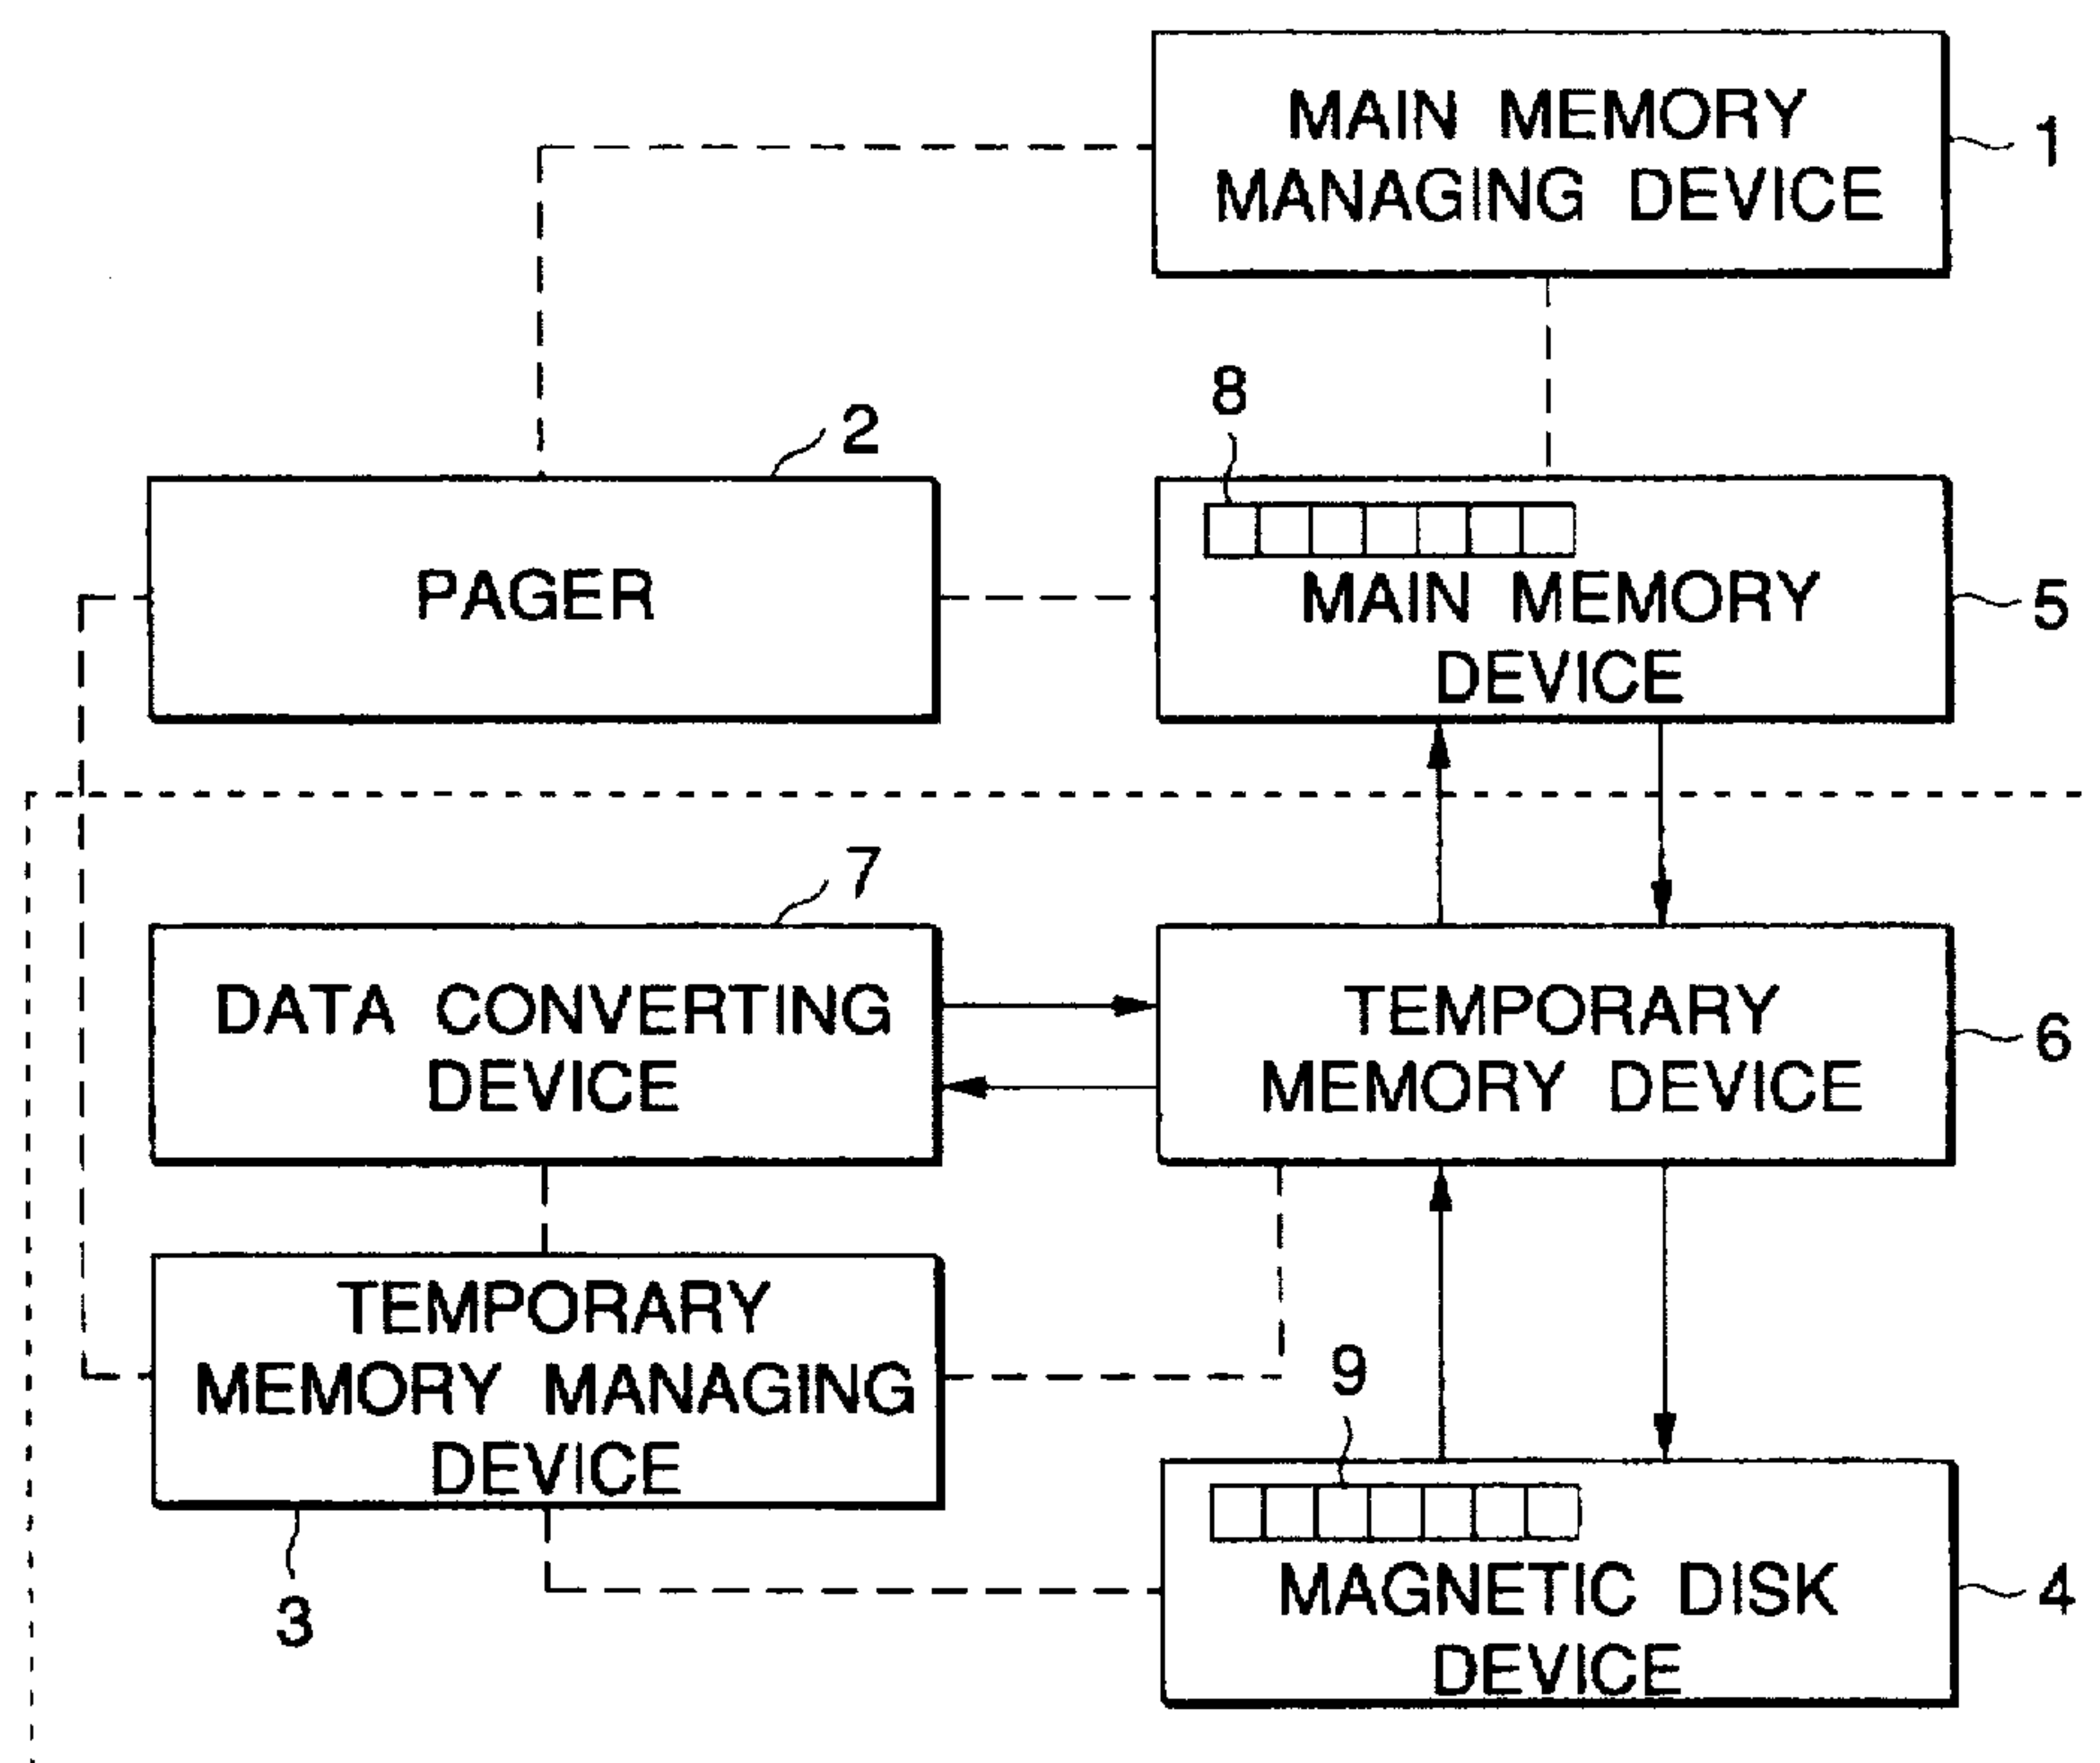 MAIN MEMORY
MANAGING DEVICE
1
2
8
PAGER
MAIN MEMORY
DEVICE
5
7
DATA CONVERTING
DEVICE
TEMPORARY
MEMORY DEVICE
6
TEMPORARY
MEMORY MANAGING
DEVICE
3
9
MAGNETIC DISK
DEVICE
4